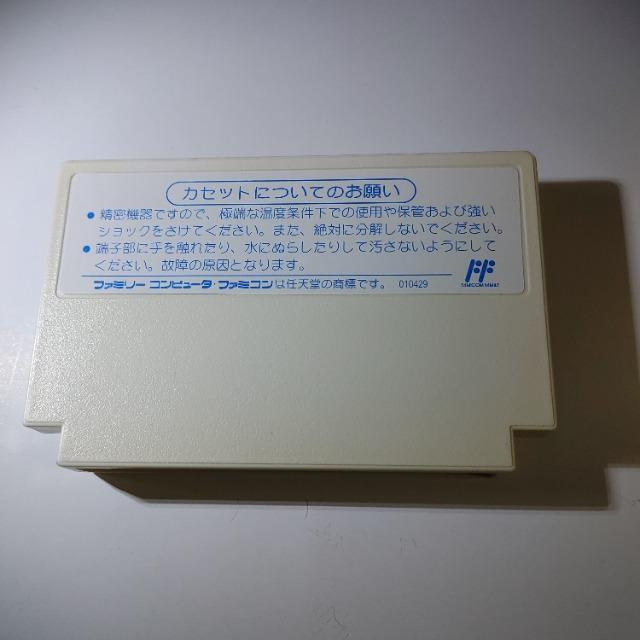 カセットについてのお願い
● 精密機器ですので、極端な温度条件下での使用や保管および強い
ショックをさけてください。また、絶対に分解しないでください。
● 端子部に手を触れたり、水にぬらしたりして汚さないようにして
ください。故障の原因となります。
ファミリーコンピュータ・ファミコンは任天堂の商標です。 010429